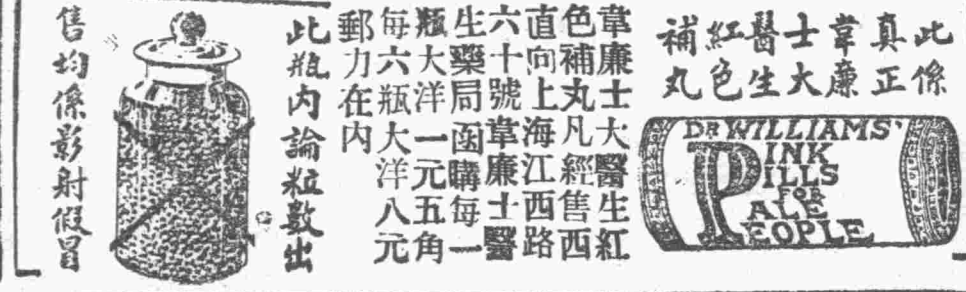 此係
真正
韋廉
士大
醫生
紅色
補丸
DR WILLIAMS'
PINK
PILLS
FOR
PALE
PEOPLE
韋廉士大醫生紅
色補丸凡經售西
直向上海江西路
六十號韋廉士醫
生藥局函購每一
瓶大洋一元五角
每六瓶大洋八元
郵力在內
此瓶內論粒數出
售均係影射假冒